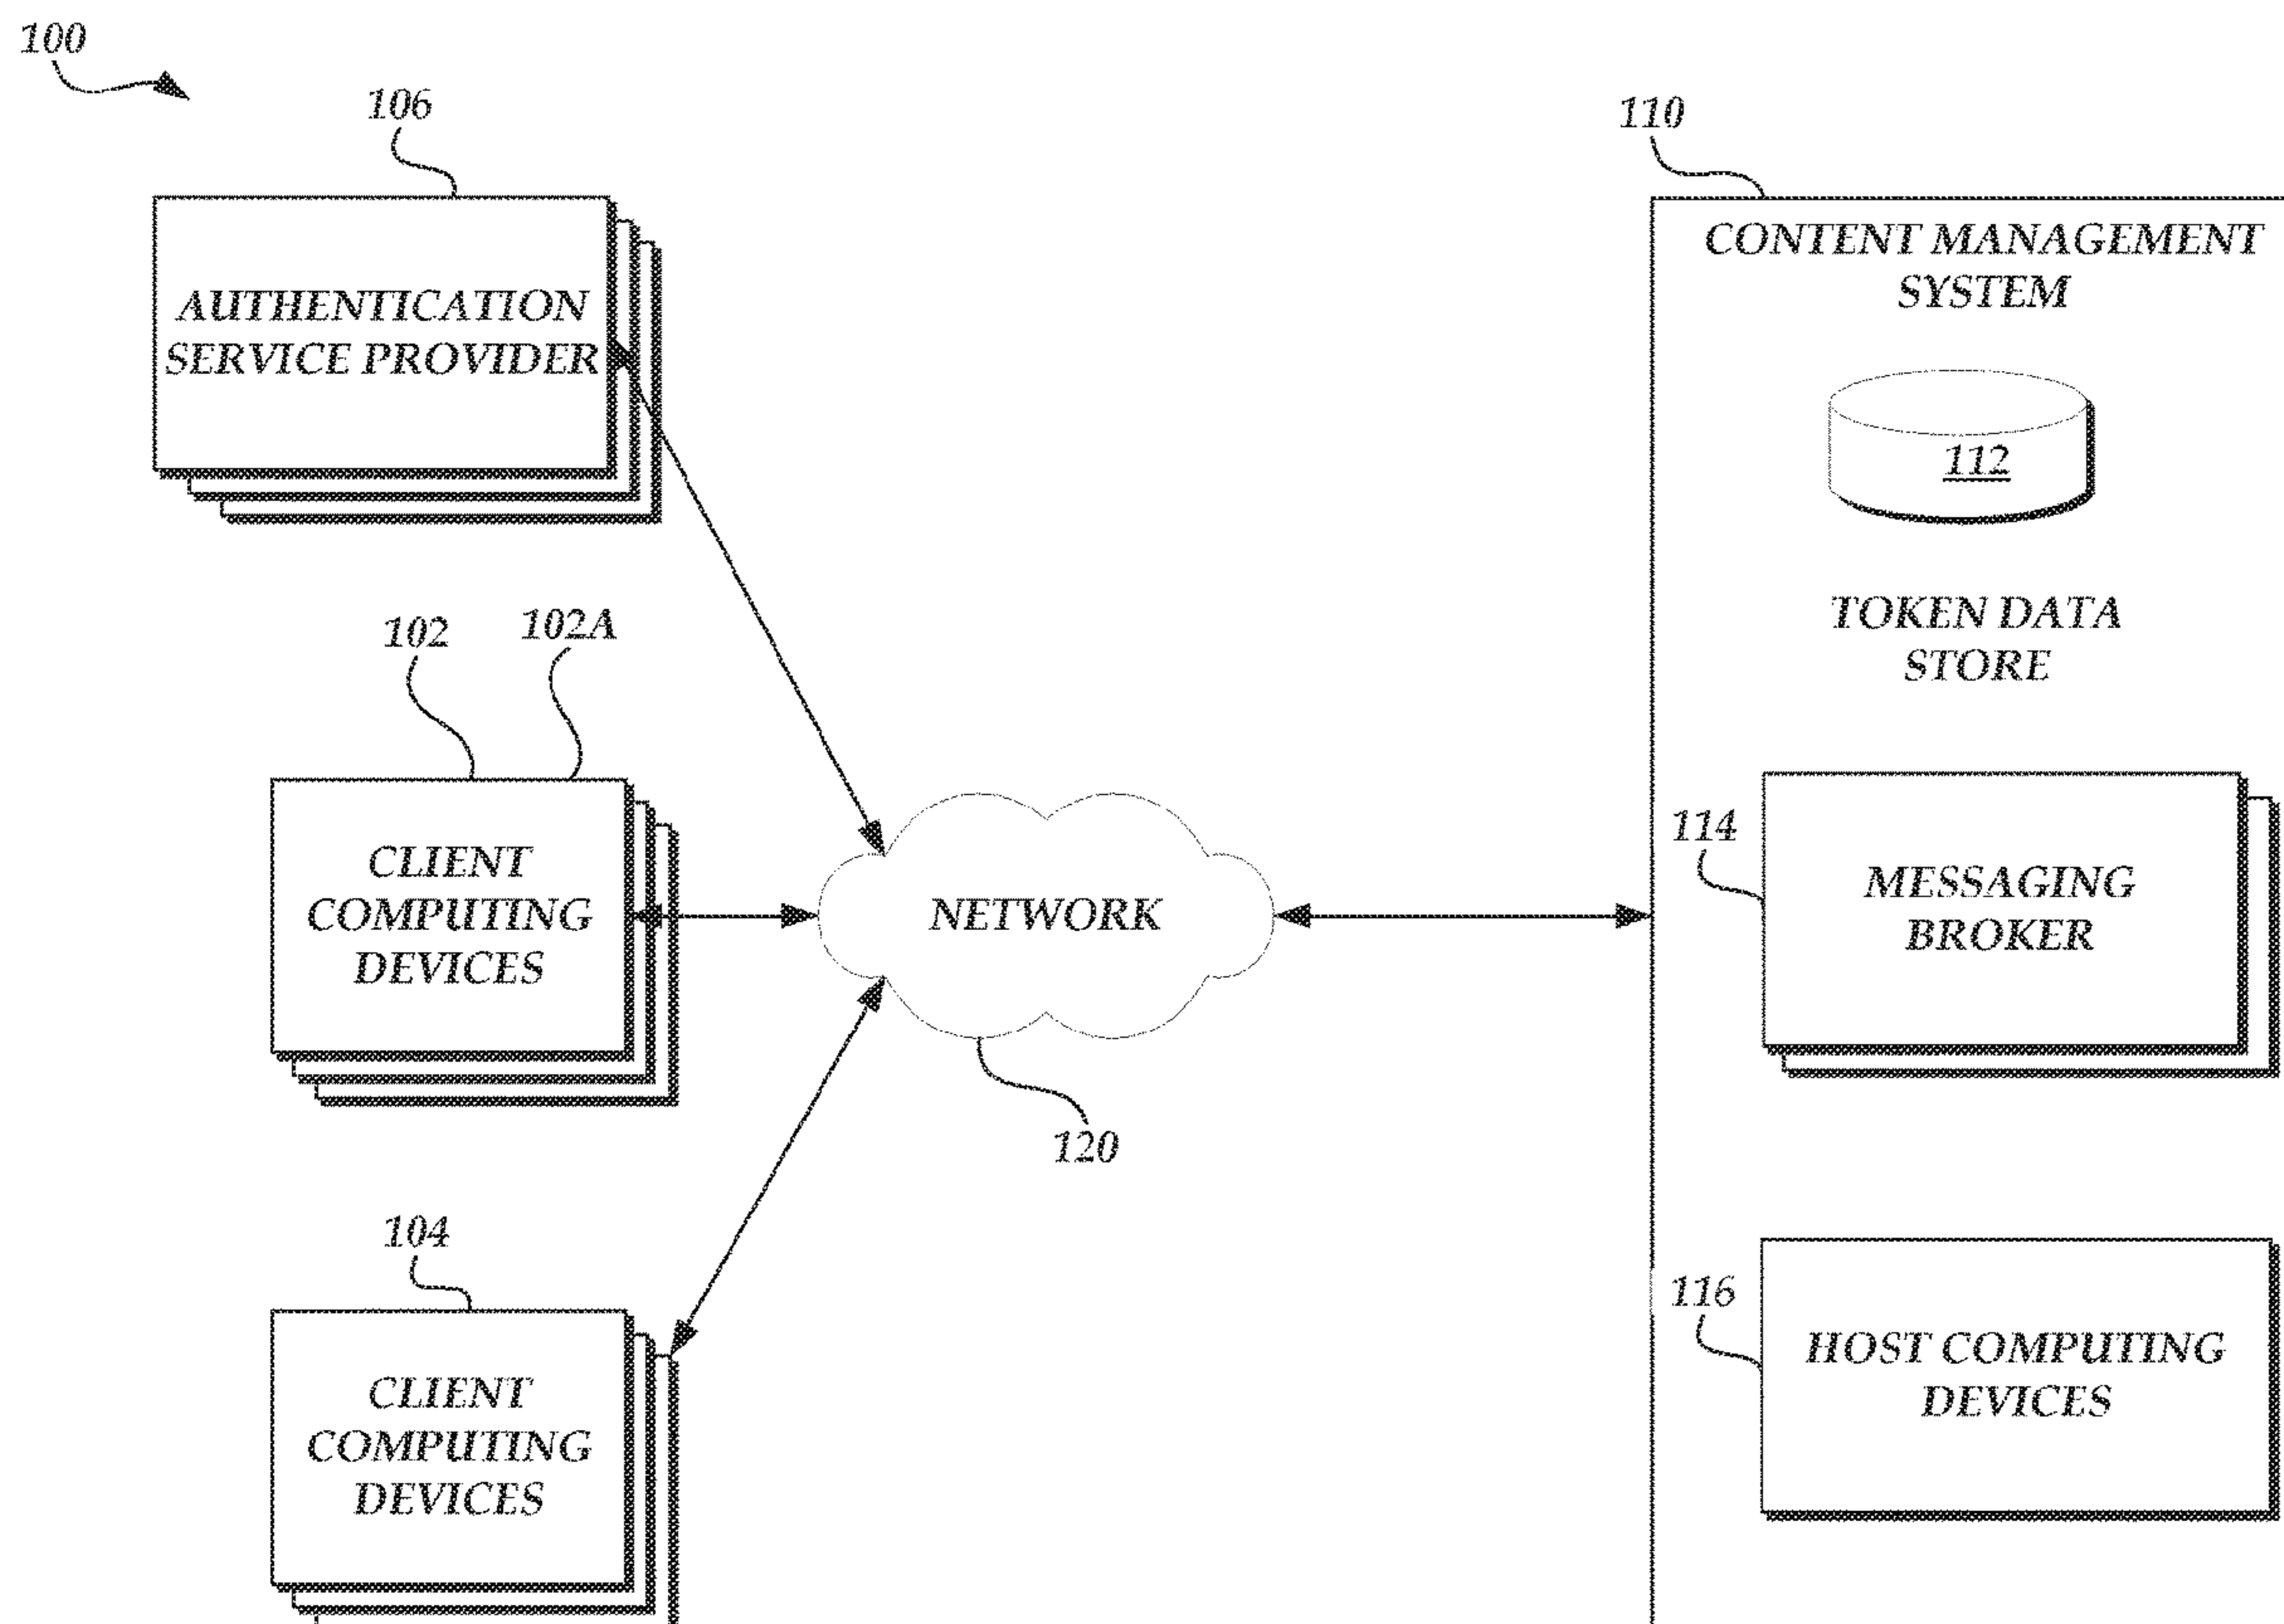 100
106
AUTHENTICATION
SERVICE PROVIDER
102
102A
CLIENT
COMPUTING
DEVICES
104
CLIENT
COMPUTING
DEVICES
NETWORK
120
110
CONTENT MANAGEMENT
SYSTEM
112
TOKEN DATA
STORE
114
MESSAGING
BROKER
116
HOST COMPUTING
DEVICES